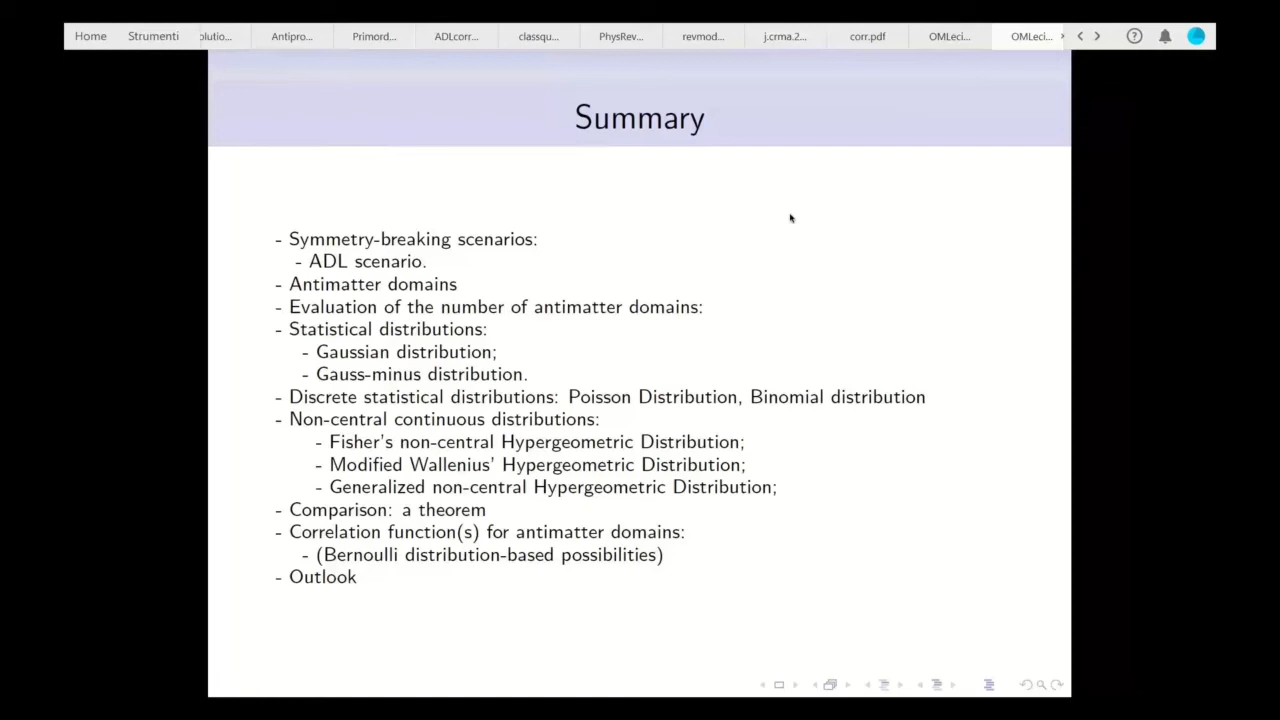 Home Strumenti olutio... Antipro... Primord... ADLcorr... classqu... PhysRev... revmod... j.crma.2... corr.pdf OMLeci... OMLeci...
Summary
- Symmetry-breaking scenarios:
- ADL scenario.
- Antimatter domains
- Evaluation of the number of antimatter domains:
- Statistical distributions:
- Gaussian distribution;
- Gauss-minus distribution.
- Discrete statistical distributions: Poisson Distribution, Binomial distribution
- Non-central continuous distributions:
- Fisher's non-central Hypergeometric Distribution;
- Modified Wallenius' Hypergeometric Distribution;
- Generalized non-central Hypergeometric Distribution;
- Comparison: a theorem
- Correlation function(s) for antimatter domains:
- (Bernoulli distribution-based possibilities)
- Outlook